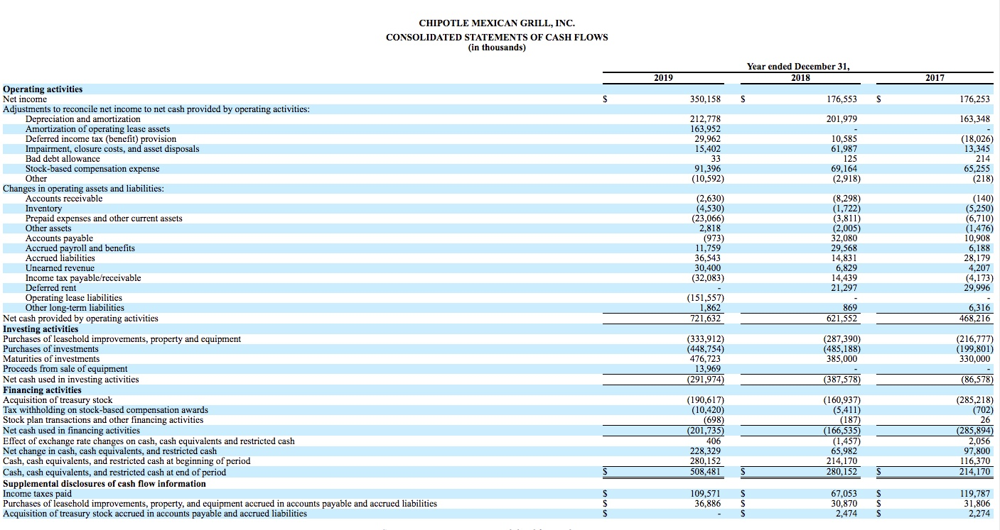 CHIPOTLE MEXICAN GRILL, INC.
CONSOLIDATED STATEMENTS OF CASH FLOWS
(in thousands)
Year ended December 31,
2019 2018 2017
Operating activities
Net income $ 350,158 $ 176,553 $ 176,253
Adjustments to reconcile net income to net cash provided by operating activities:
Depreciation and amortization 212,778 201,979 163,348
Amortization of operating lease assets 163,952 - -
Deferred income tax (benefit) provision 29,962 10,585 (18,026)
Impairment, closure costs, and asset disposals 15,402 61,987 13,345
Bad debt allowance 33 125 214
Stock-based compensation expense 91,396 69,164 65,255
Other (10,592) (2,918) (218)
Changes in operating assets and liabilities:
Accounts receivable (2,630) (8,298) (140)
Inventory (4,530) (1,722) (5,250)
Prepaid expenses and other current assets (23,066) (3,811) (6,710)
Other assets 2,818 (2,005) (1,476)
Accounts payable (973) 32,080 10,908
Accrued payroll and benefits 11,759 29,568 6,188
Accrued liabilities 36,543 14,831 28,179
Unearned revenue 30,400 6,829 4,207
Income tax payable/receivable (32,083) 14,439 (4,173)
Deferred rent - 21,297 29,996
Operating lease liabilities (151,557) - -
Other long-term liabilities 1,862 869 6,316
Net cash provided by operating activities 721,632 621,552 468,216
Investing activities
Purchases of leasehold improvements, property and equipment (333,912) (287,390) (216,777)
Purchases of investments (448,754) (485,188) (199,801)
Maturities of investments 476,723 385,000 330,000
Proceeds from sale of equipment 13,969 - -
Net cash used in investing activities (291,974) (387,578) (86,578)
Financing activities
Acquisition of treasury stock (190,617) (160,937) (285,218)
Tax withholding on stock-based compensation awards (10,420) (5,411) (702)
Stock plan transactions and other financing activities (698) (187) 26
Net cash used in financing activities (201,735) (166,535) (285,894)
Effect of exchange rate changes on cash, cash equivalents and restricted cash 406 (1,457) 2,056
Net change in cash, cash equivalents, and restricted cash 228,329 65,982 97,800
Cash, cash equivalents, and restricted cash at beginning of period 280,152 214,170 116,370
Cash, cash equivalents, and restricted cash at end of period $ 508,481 $ 280,152 $ 214,170
Supplemental disclosures of cash flow information
Income taxes paid $ 109,571 $ 67,053 $ 119,787
Purchases of leasehold improvements, property, and equipment accrued in accounts payable and accrued liabilities $ 36,886 $ 30,870 $ 31,806
Acquisition of treasury stock accrued in accounts payable and accrued liabilities $ - $ 2,474 $ 2,274